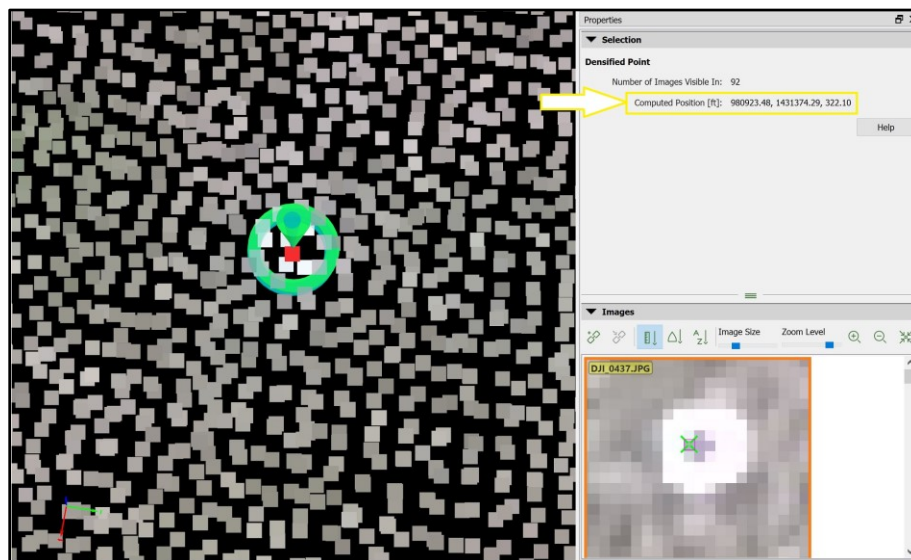 Properties
Selection
Densified Point
Number of Images Visible In: 92
Computed Position [ft]: 980923.48, 1431374.29, 322.10
Help
Images
Image Size
Zoom Level
DJI_0437.JPG